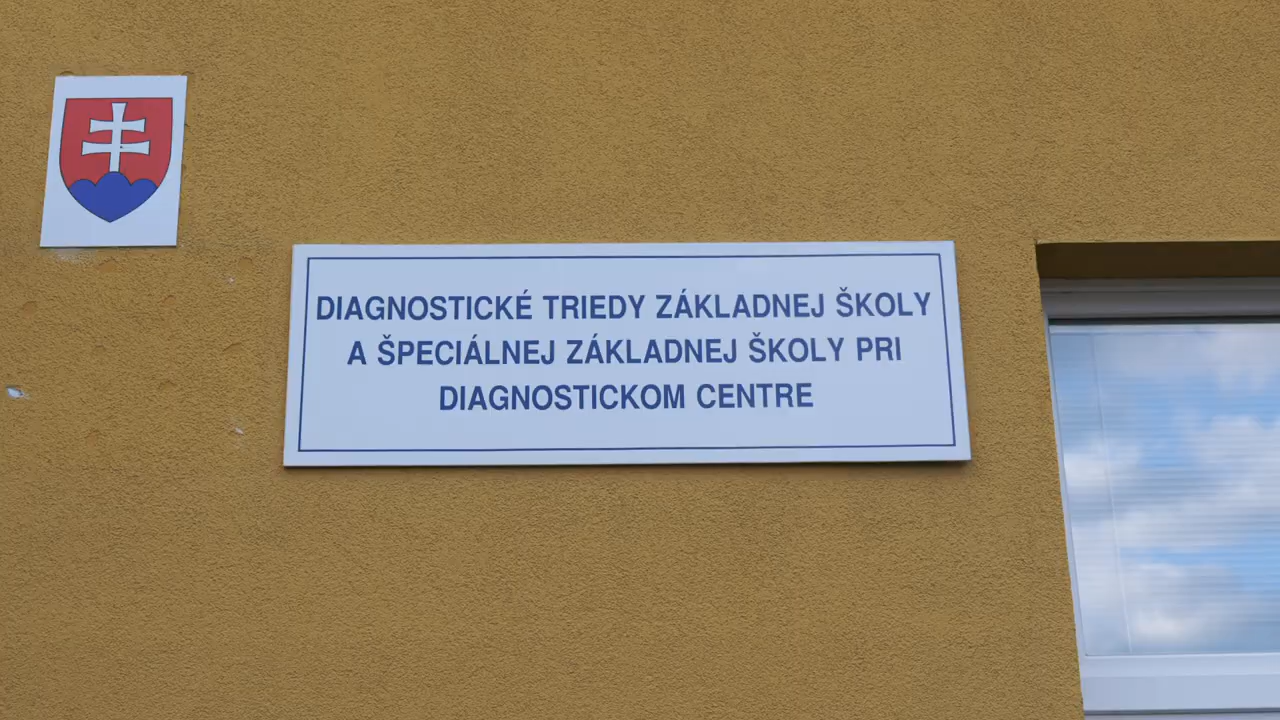 DIAGNOSTICKÉ TRIEDY ZÁKLADNEJ ŠKOLY
A ŠPECIÁLNEJ ZÁKLADNEJ ŠKOLY PRI
DIAGNOSTICKOM CENTRE